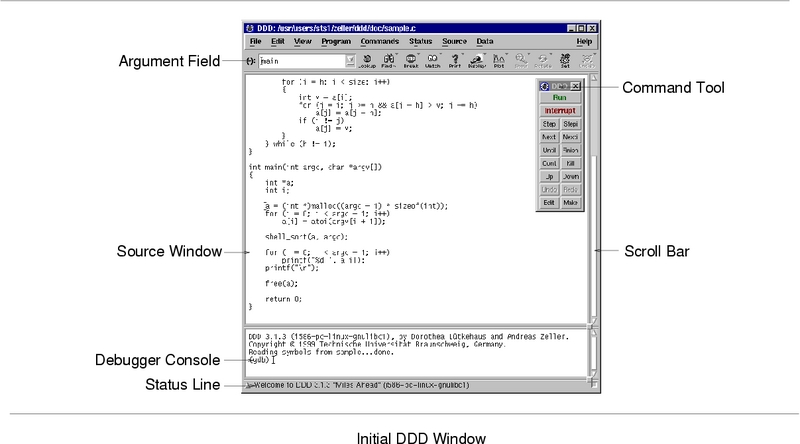 DDD: /usr/users/sts1/zeller/ddd/doc/sample.c
File Edit View Program Commands Status Source Data Help
Argument Field
(): main
Lookup Break Watch Print Display Plot Set
Command Tool
DDD
Run
Interrupt
Step Stepi
Next Nexti
Until Finish
Cont Kill
Up Down
Undo Redo
Edit Make
for (i = h; i < size; i++)
{
int v = a[i];
for (j = i; j >= h && a[j - h] > v; j -= h)
a[j] = a[j - h];
if (i != j)
a[j] = v;
}
} while (h != 1);
}
int main(int argc, char *argv[])
{
int *a;
int i;
a = (int *)malloc((argc - 1) * sizeof(int));
for (i = 0; i < argc - 1; i++)
a[i] = atoi(argv[i + 1]);
shell_sort(a, argc);
for (i = 0; i < argc - 1; i++)
printf("%d ", a[i]);
printf("\n");
free(a);
return 0;
}
Source Window
Scroll Bar
DDD 3.1.3 (i586-pc-linux-gnulibc1), by Dorothea Lütkehaus and Andreas Zeller.
Copyright © 1999 Technische Universität Braunschweig, Germany.
Reading symbols from sample...done.
(gdb)
Debugger Console
Status Line
Welcome to DDD 3.1.3 "Miles Ahead" (i586-pc-linux-gnulibc1)
Initial DDD Window